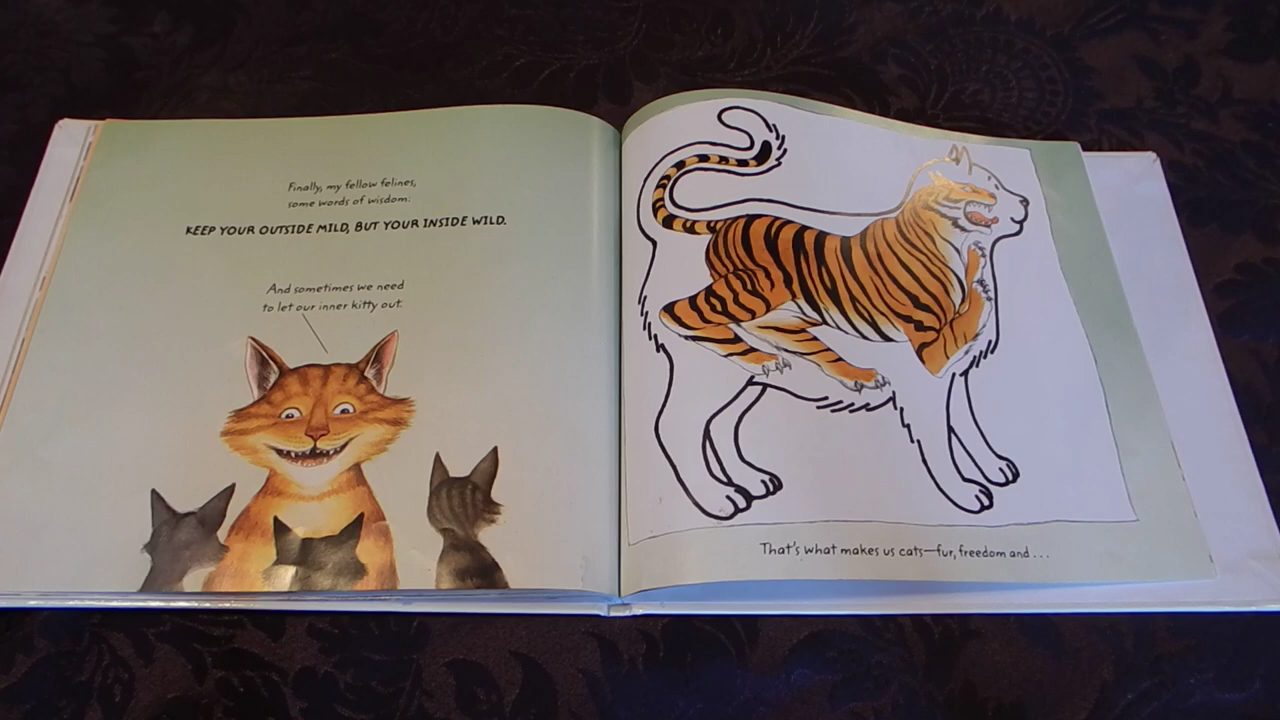 Finally, my fellow felines,
some words of wisdom:
KEEP YOUR OUTSIDE MILD, BUT YOUR INSIDE WILD.
And sometimes we need
to let our inner kitty out.
That's what makes us cats—fur, freedom and . . .